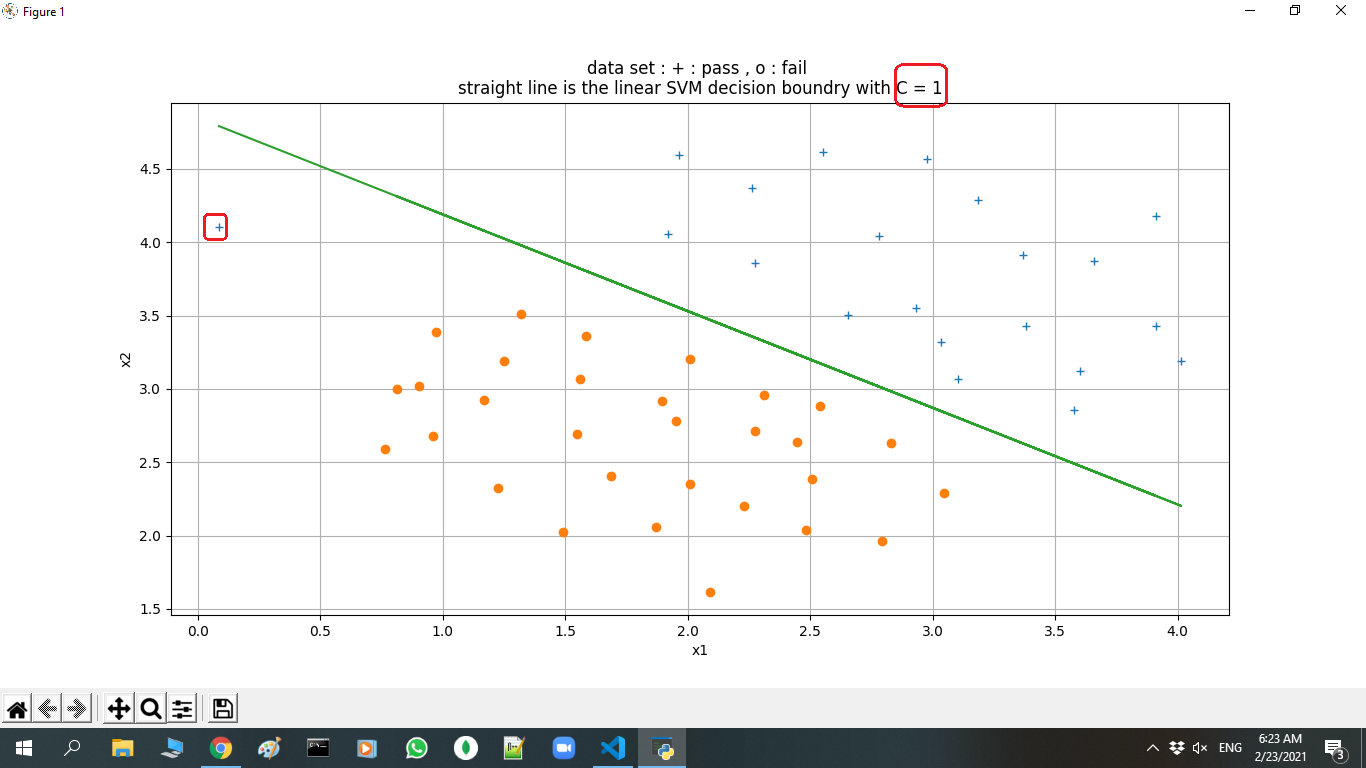 Figure 1
data set : + : pass , o : fail
straight line is the linear SVM decision boundry with C = 1
4.5
4.0
3.5
3.0
2.5
2.0
1.5
x2
0.0 0.5 1.0 1.5 2.0 2.5 3.0 3.5 4.0
x1
ENG
6:23 AM
2/23/2021
3